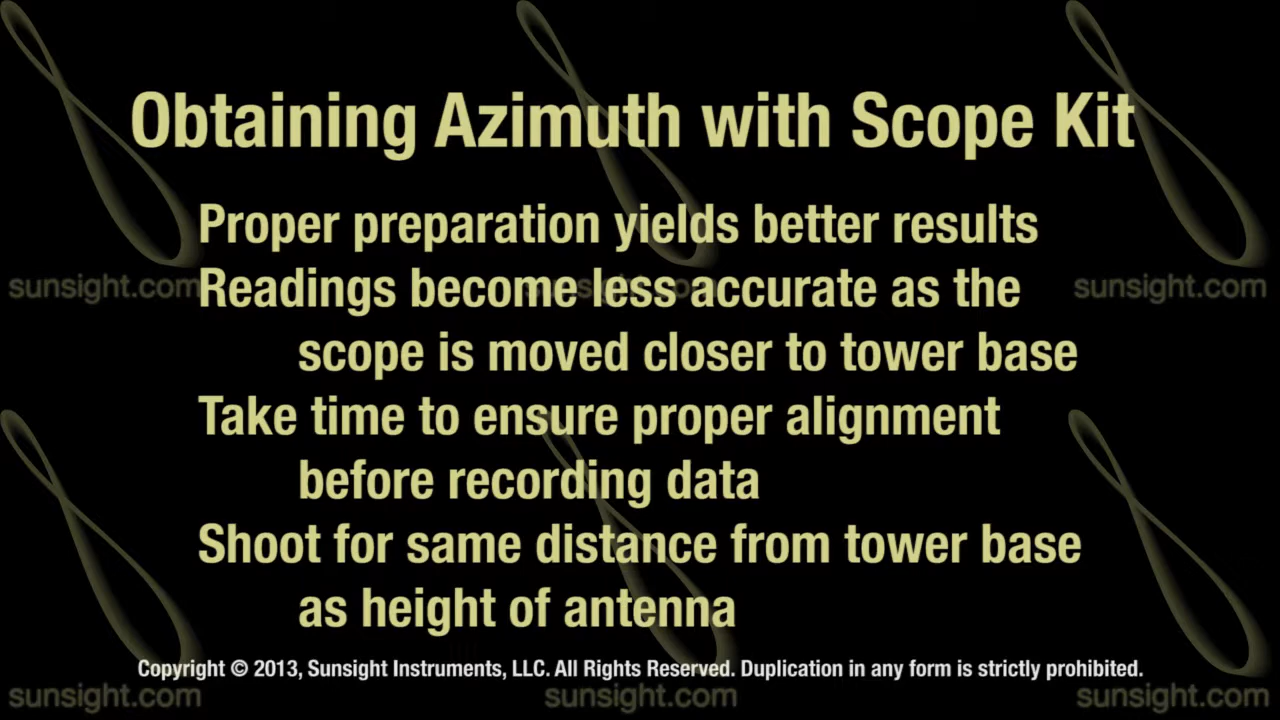 Obtaining Azimuth with Scope Kit
Proper preparation yields better results
sunsight.com
sunsight.com
sunsight.com
Readings become less accurate as the
scope is moved closer to tower base
Take time to ensure proper alignment
before recording data
Shoot for same distance from tower base
as height of antenna
Copyright © 2013, Sunsight Instruments, LLC. All Rights Reserved. Duplication in any form is strictly prohibited.
sunsight.com
sunsight.com
sunsight.com